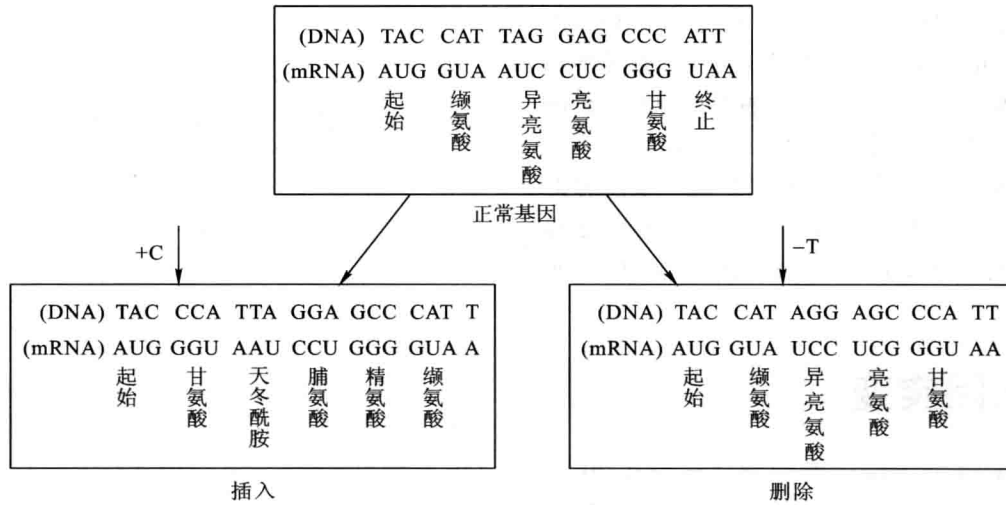 (DNA) TAC CAT TAG GAG CCC ATT
(mRNA) AUG GUA AUC CUC GGG UAA
起始 缬氨酸 异亮氨酸 亮氨酸 甘氨酸 终止
正常基因
+C
−T
(DNA) TAC CCA TTA GGA GCC CAT T
(mRNA) AUG GGU AAU CCU GGG GUA A
起始 甘氨酸 天冬酰胺 脯氨酸 精氨酸 缬氨酸
插入
(DNA) TAC CAT AGG AGC CCA TT
(mRNA) AUG GUA UCC UCG GGU AA
起始 缬氨酸 异亮氨酸 亮氨酸 甘氨酸
删除